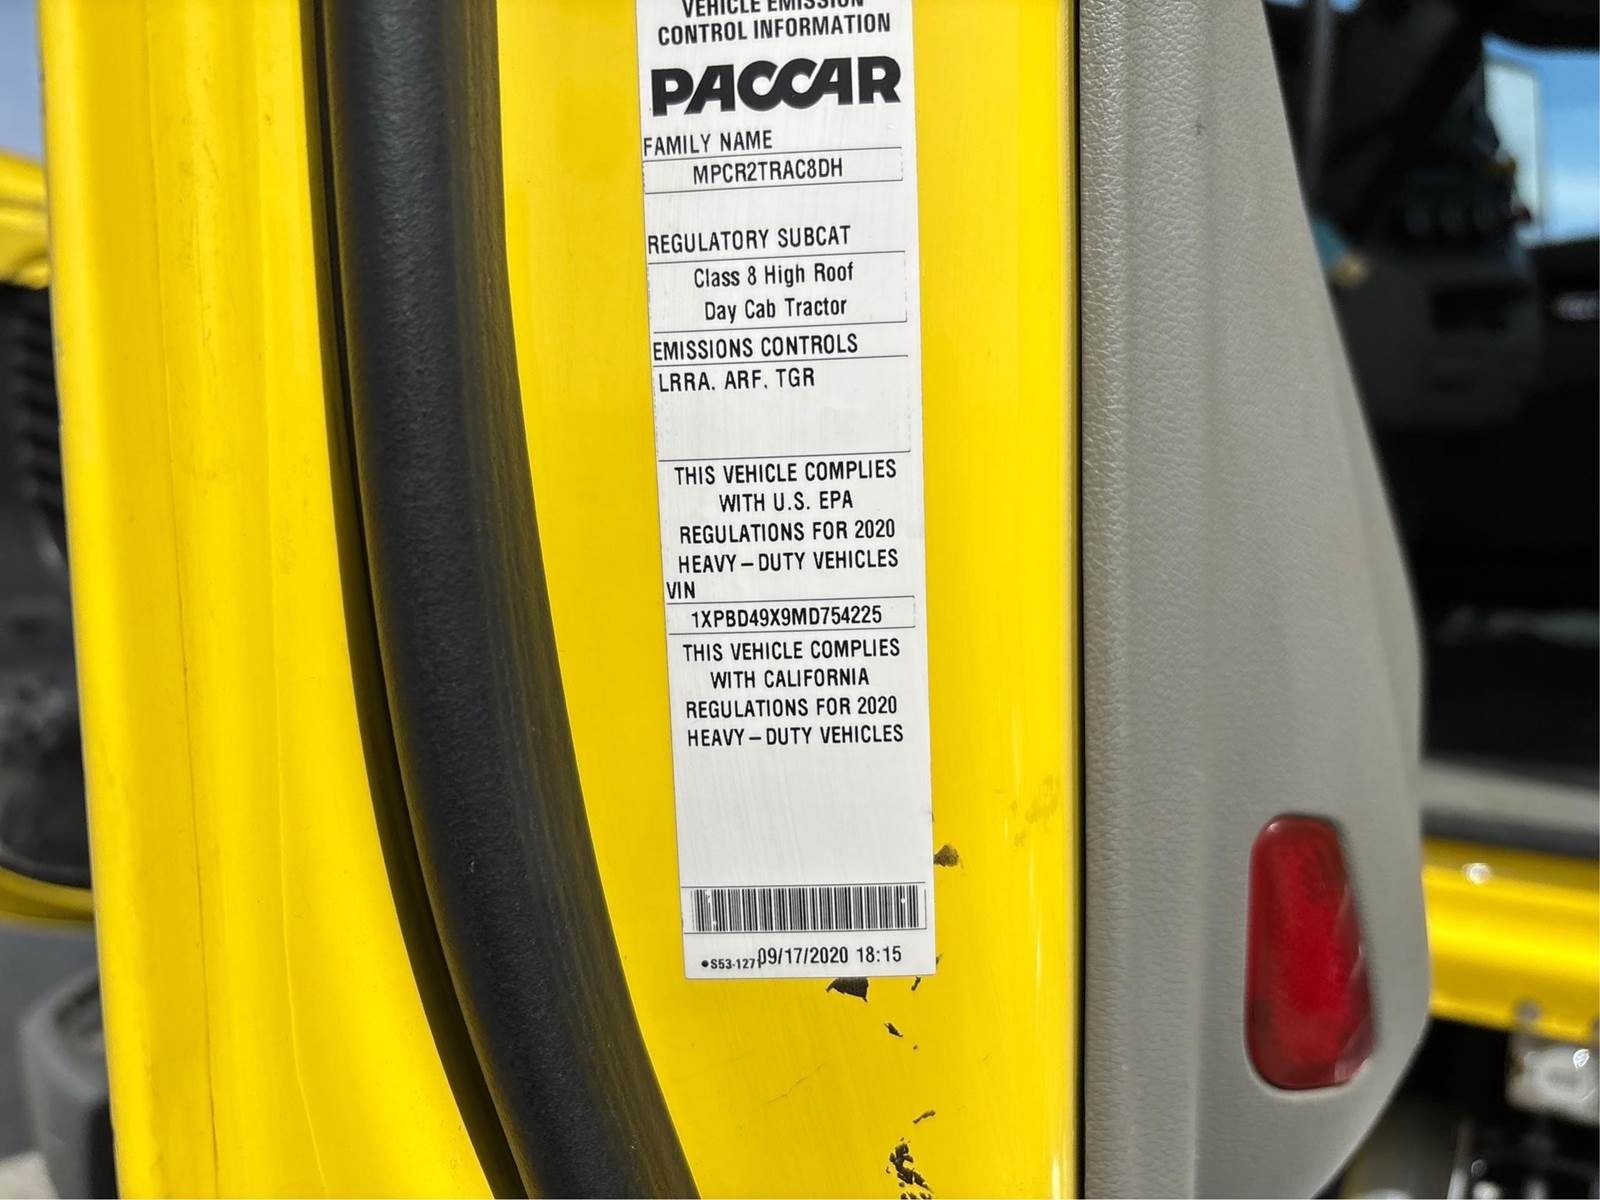 VEHICLE EMISSION
CONTROL INFORMATION
PACCAR
FAMILY NAME
MPCR2TRAC8DH
REGULATORY SUBCAT
Class 8 High Roof
Day Cab Tractor
EMISSIONS CONTROLS
LRRA. ARF. TGR
THIS VEHICLE COMPLIES
WITH U.S. EPA
REGULATIONS FOR 2020
HEAVY-DUTY VEHICLES
VIN
1XPBD49X9MD754225
THIS VEHICLE COMPLIES
WITH CALIFORNIA
REGULATIONS FOR 2020
HEAVY-DUTY VEHICLES
•S53-127 09/17/2020 18:15